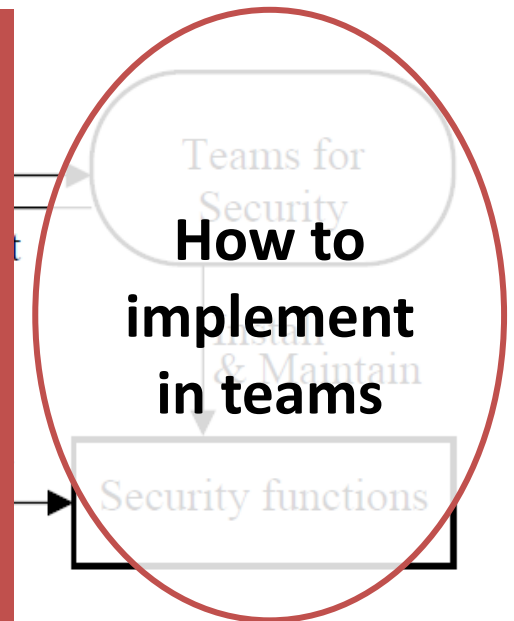 Teams for
Security
t
How to
implement
in teams
Install
& Maintain
Security functions